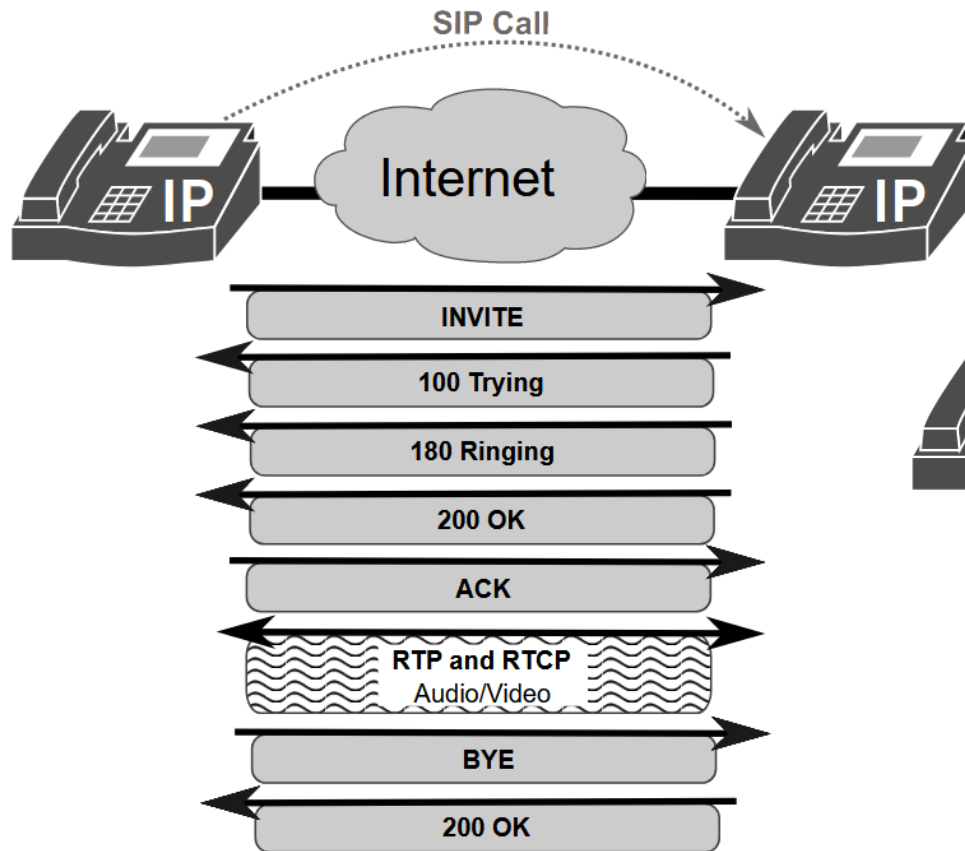 SIP Call
Internet
IP
IP
INVITE
100 Trying
180 Ringing
200 OK
ACK
RTP and RTCP
Audio/Video
BYE
200 OK